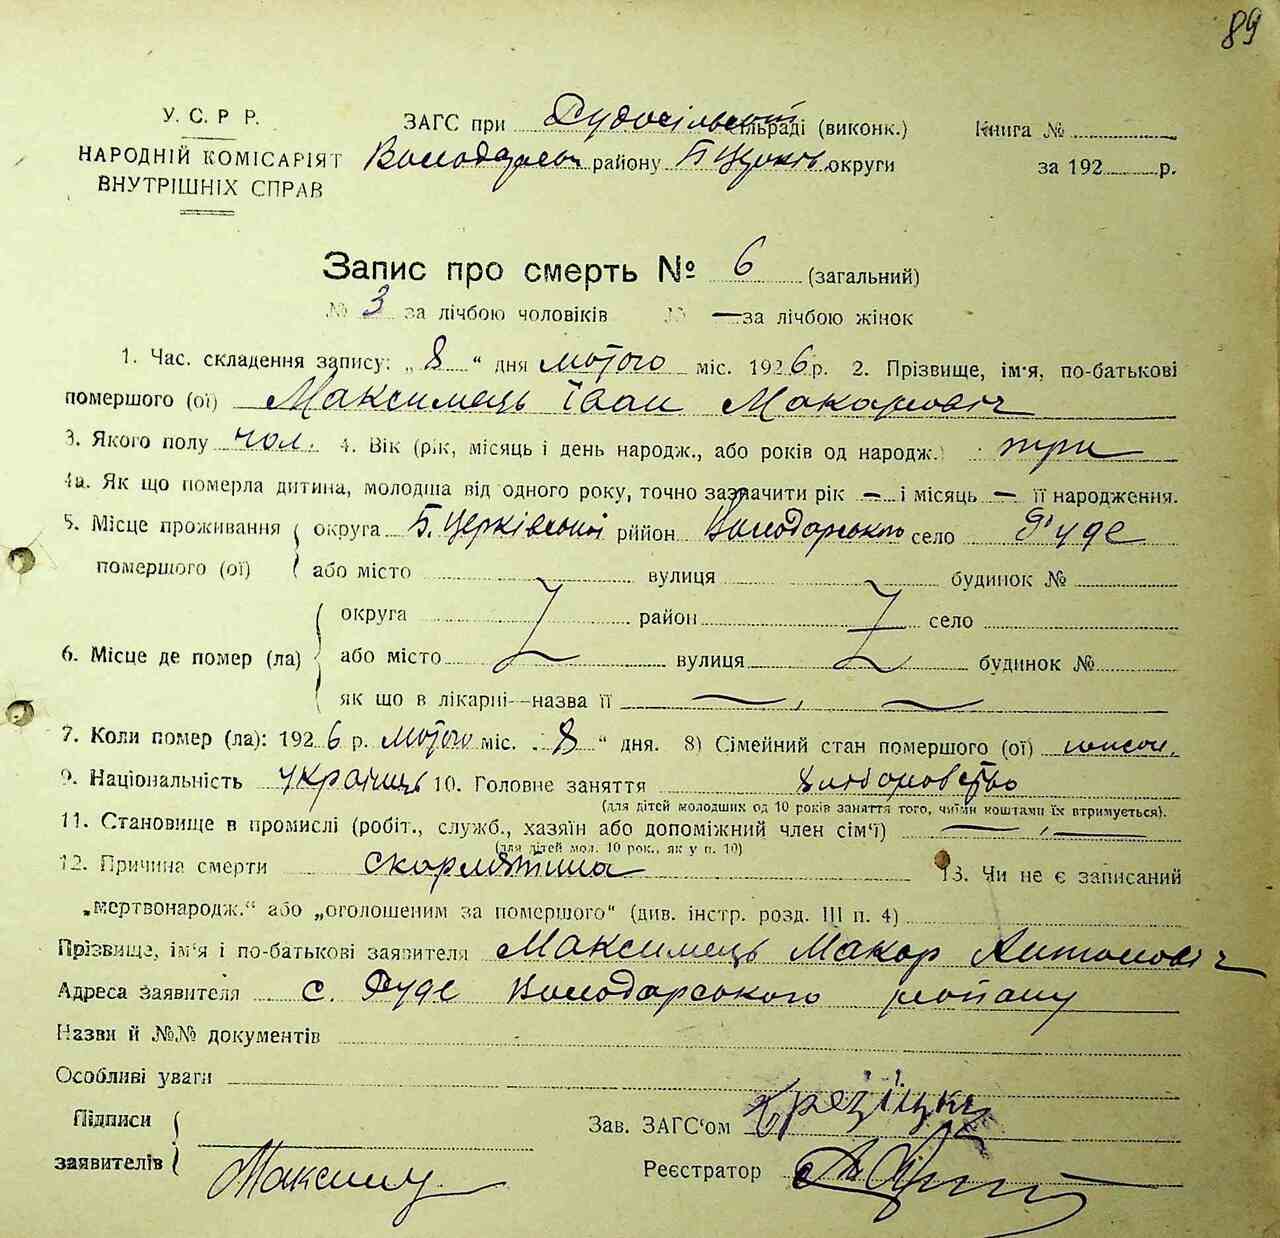 89
У. С. Р Р.
НАРОДНІЙ КОМІСАРІЯТ
ВНУТРІШНІХ СПРАВ
ЗАГС при Рудосільській сільраді (виконк.)
Книга №
Володарськ району Б Церків округи
за 192 р.
Запис про смерть № 6 (загальний)
№ 3 за лічбою чоловіків № — за лічбою жінок
1. Час. складення запису: „ 8 “ дня лютого міс. 1926 р. 2. Прізвище, ім'я, по-батькові
помершого (ої) Максимець Іван Макарович
3. Якого полу чол. 4. Вік (рік, місяць і день народж., або років од народж.) три
4а. Як що померла дитина, молодша від одного року, точно зазначити рік — і місяць — її народження.
5. Місце проживання округа Б. Церківської рийон Володарського село Руде
помершого (ої) або місто вулиця будинок №
округа район село
6. Місце де помер (ла) або місто вулиця будинок №
як що в лікарні—назва її
7. Коли помер (ла): 1926 р. лютого міс. „ 8 “ дня. 8) Сімейний стан помершого (ої)
9. Національність Українць 10. Головне заняття хліборобство
(для дітей молодших од 10 років заняття того, чиїми коштами їх втримується).
11. Становище в промислі (робіт., служб., хазяїн або допоміжний член сім'ї) — , —
(для дітей мол. 10 рок., як у п. 10)
12. Причина смерти скарлятина 13. Чи не є записаний
„мертвонародж.“ або „оголошеним за помершого“ (див. інстр. розд. III п. 4)
Прізвище, ім'я і по-батькові заявителя Максимець Макар Антонович
Адреса заявителя с. Руде Володарського району
Назви й №№ документів
Особливі уваги
Підписи
заявителів
Зав. ЗАГС'ом
Реєстратор